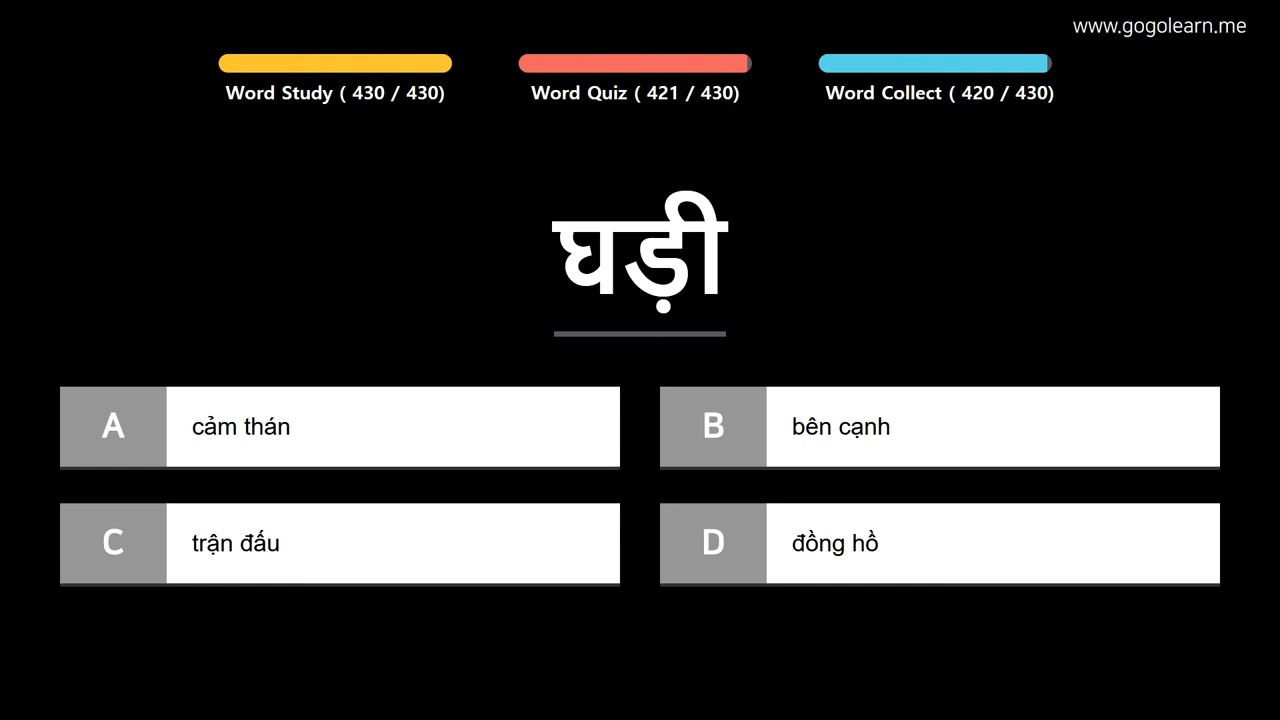 www.gogolearn.me
Word Study ( 430 / 430)
Word Quiz ( 421 / 430)
Word Collect ( 420 / 430)
घड़ी
A cảm thán
B bên cạnh
C trận đấu
D đồng hồ